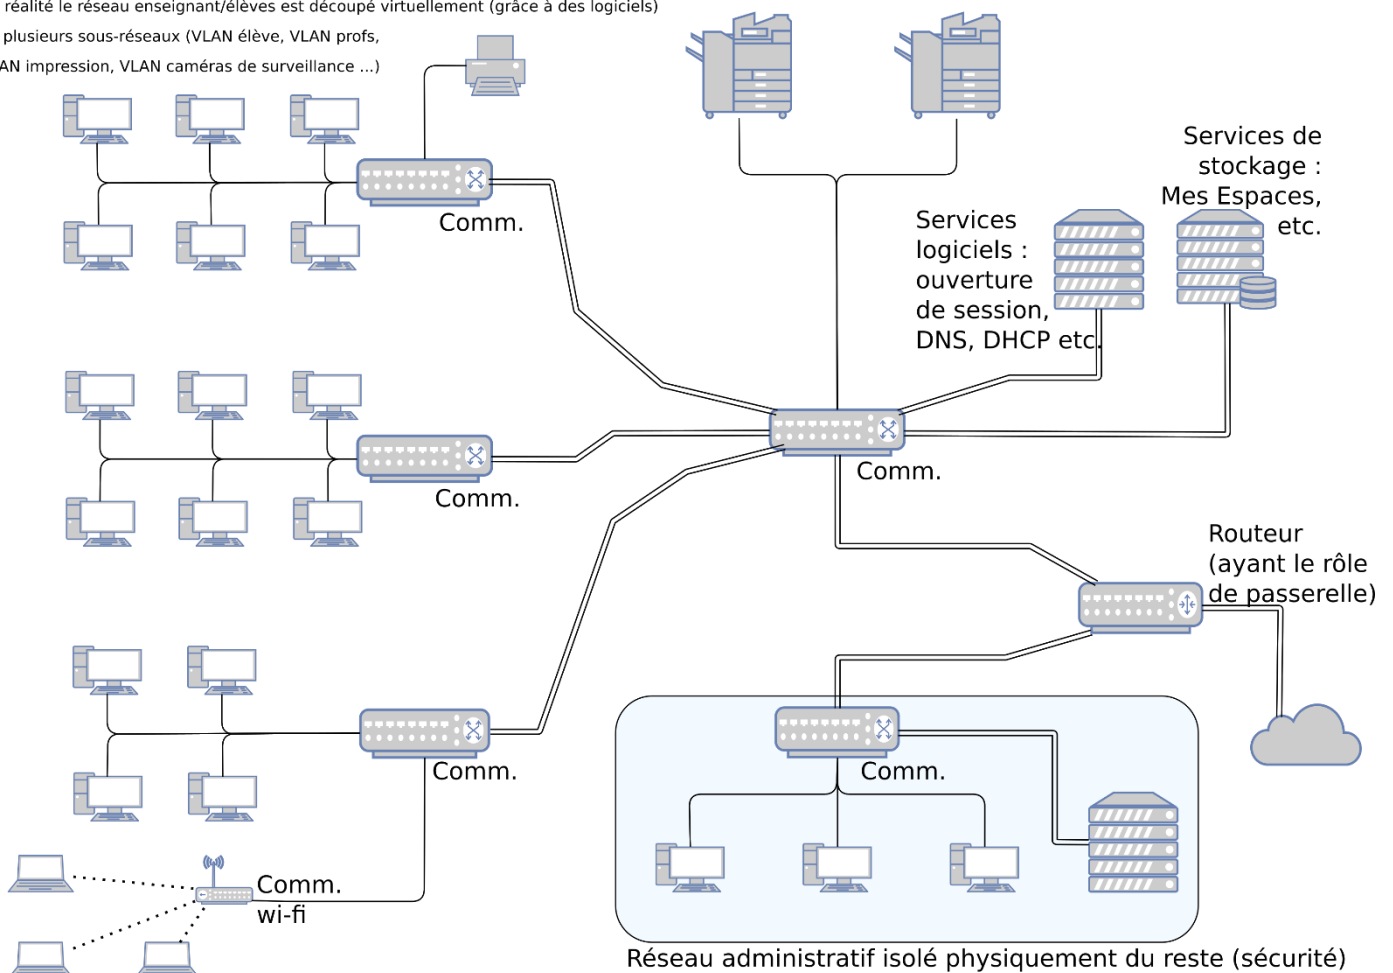 réalité le réseau enseignant/élèves est découpé virtuellement (grâce à des logiciels)
plusieurs sous-réseaux (VLAN élève, VLAN profs,
AN impression, VLAN caméras de surveillance ...)
Comm.
Services de
stockage :
Mes Espaces,
etc.
Services
logiciels :
ouverture
de session,
DNS, DHCP etc.
Comm.
Comm.
Routeur
(ayant le rôle
de passerelle)
Comm.
Comm.
Comm.
wi-fi
Réseau administratif isolé physiquement du reste (sécurité)